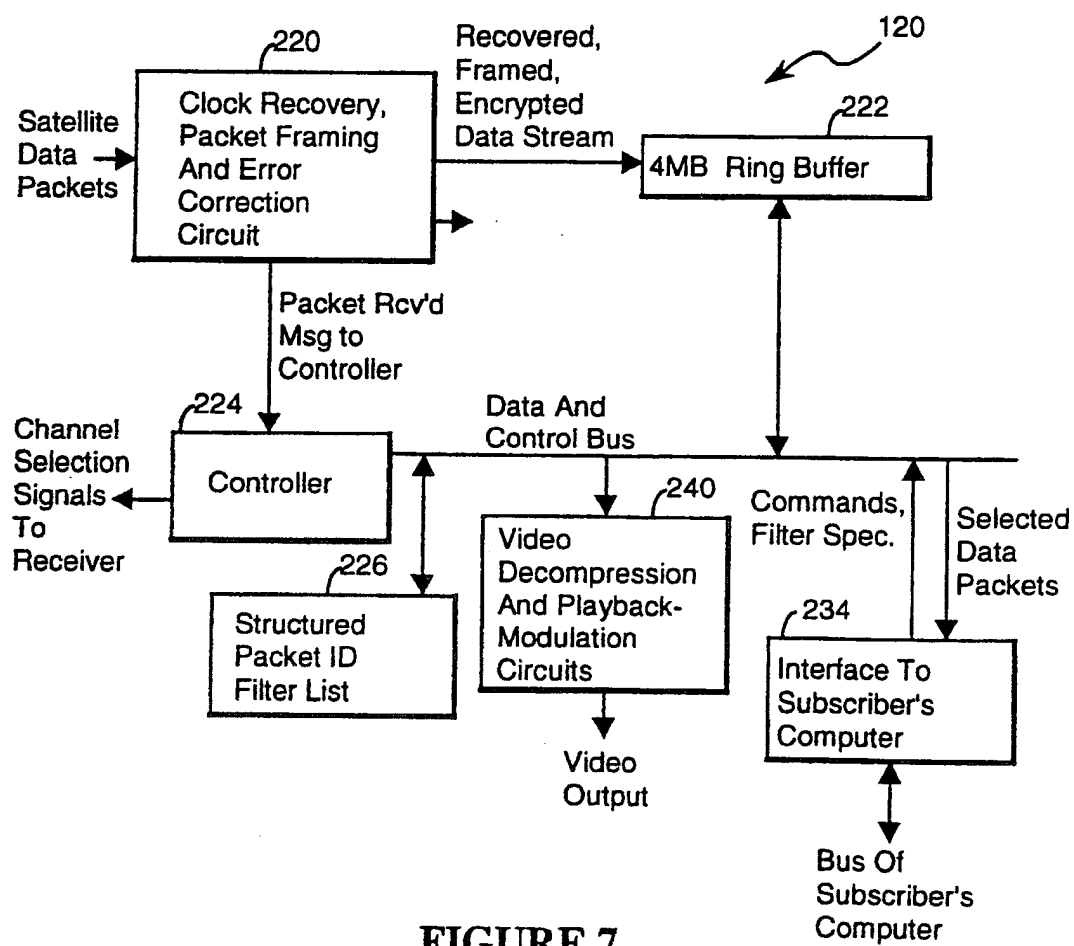 220
Clock Recovery,
Packet Framing
And Error
Correction
Circuit
Satellite
Data
Packets
Recovered,
Framed,
Encrypted
Data Stream
120
222
4MB Ring Buffer
Packet Rcv'd
Msg to
Controller
224
Controller
Channel
Selection
Signals
To
Receiver
Data And
Control Bus
226
Structured
Packet ID
Filter List
240
Video
Decompression
And Playback-
Modulation
Circuits
Video
Output
Commands,
Filter Spec.
Selected
Data
Packets
234
Interface To
Subscriber's
Computer
Bus Of
Subscriber's
Computer
FIGURE 7